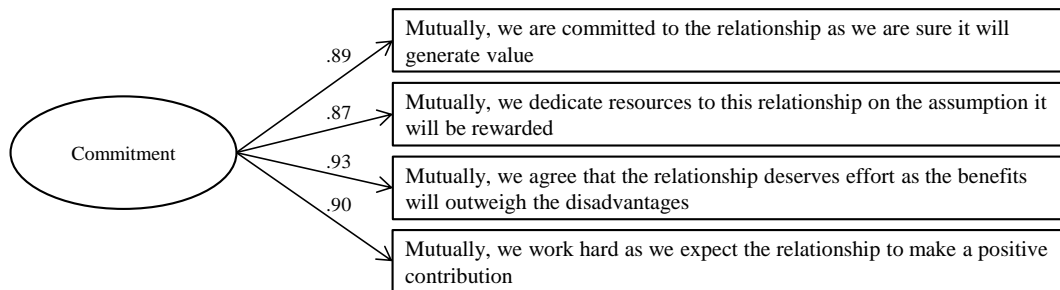 Mutually, we are committed to the relationship as we are sure it will
generate value
.89
Mutually, we dedicate resources to this relationship on the assumption it
will be rewarded
.87
Commitment
.93
Mutually, we agree that the relationship deserves effort as the benefits
will outweigh the disadvantages
.90
Mutually, we work hard as we expect the relationship to make a positive
contribution